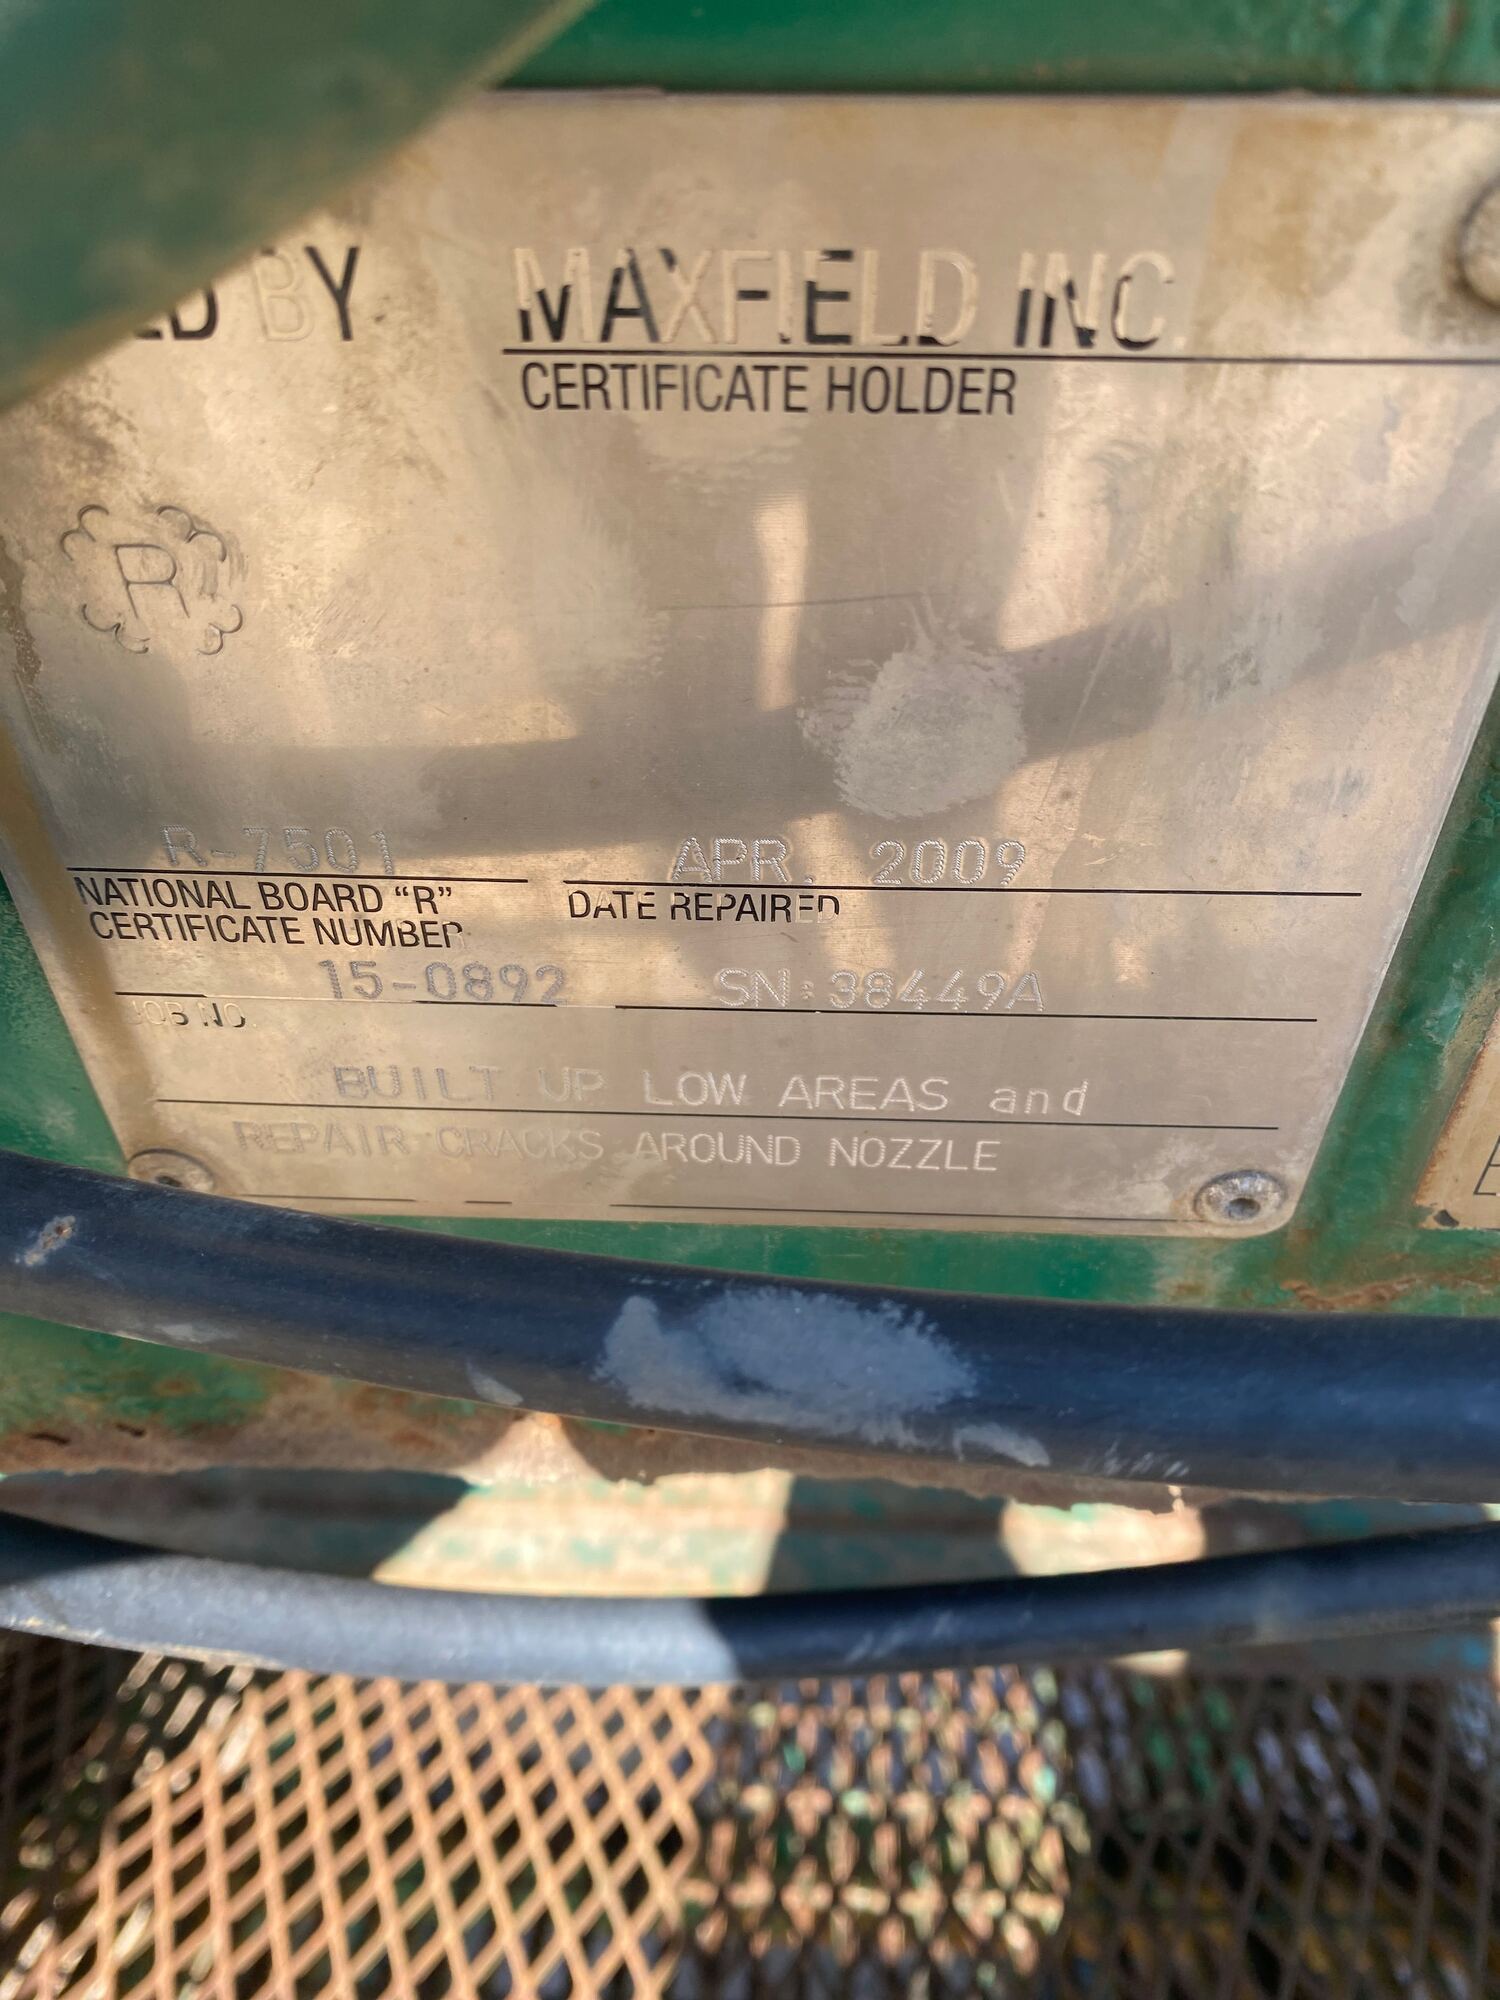 ED BY MAXFIELD INC.
CERTIFICATE HOLDER
R
R-7501 APR. 2009
NATIONAL BOARD “R” DATE REPAIRED
CERTIFICATE NUMBER
15-0892 SN:38449A
JOB NO.
BUILT UP LOW AREAS and
REPAIR CRACKS AROUND NOZZLE